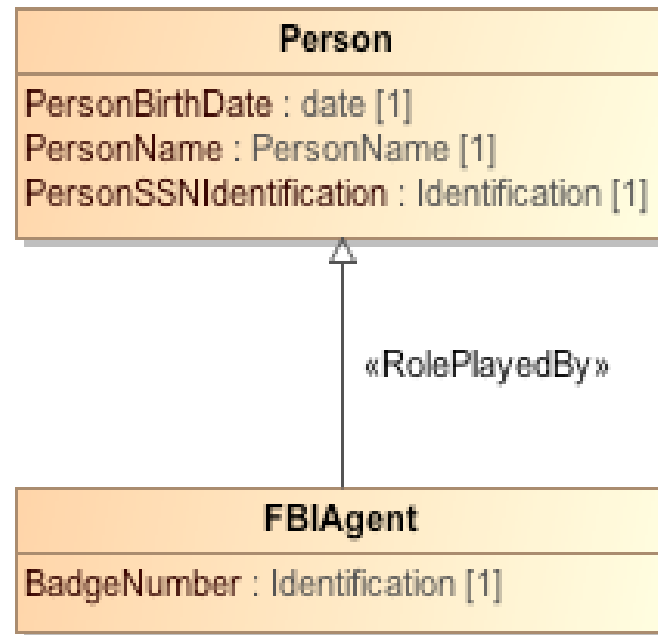 Person
PersonBirthDate : date [1]
PersonName : PersonName [1]
PersonSSNIdentification : Identification [1]
«RolePlayedBy»
FBIAgent
BadgeNumber : Identification [1]